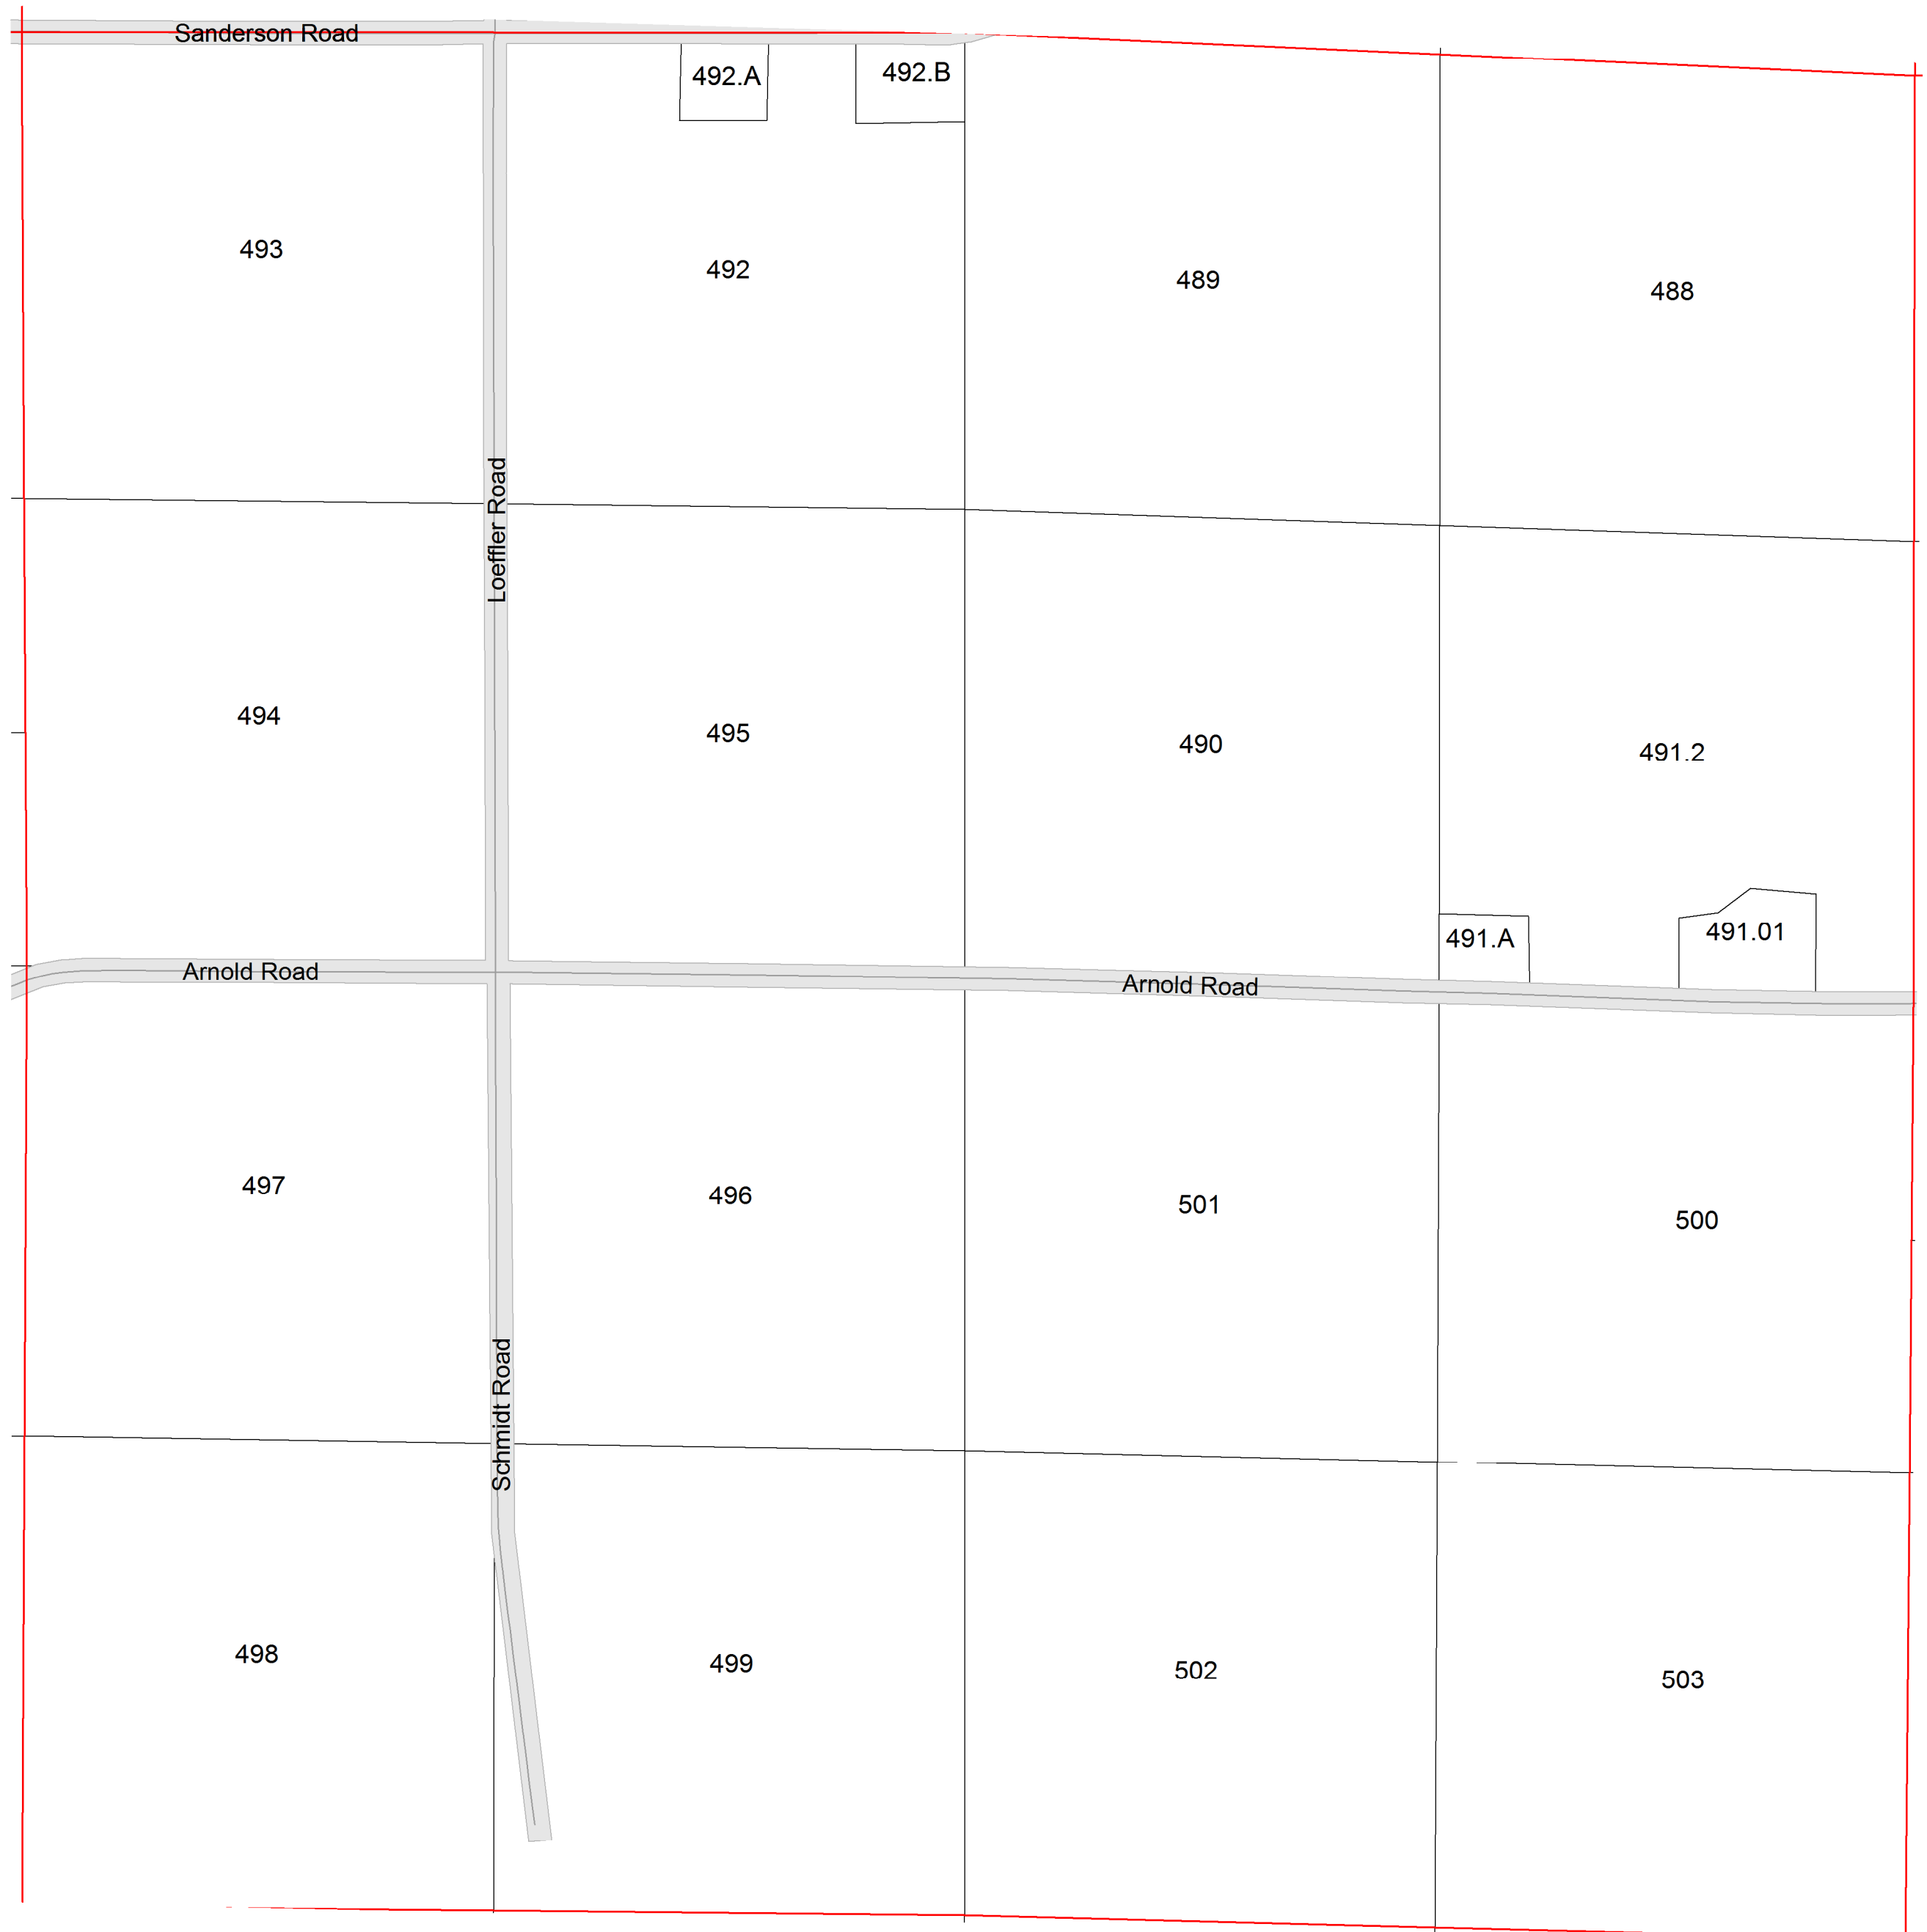 Sanderson Road
492.A
492.B
493
492
489
488
Loeffler Road
494
495
490
491.2
491.A
491.01
Arnold Road
Arnold Road
497
496
501
500
Schmidt Road
498
499
502
503